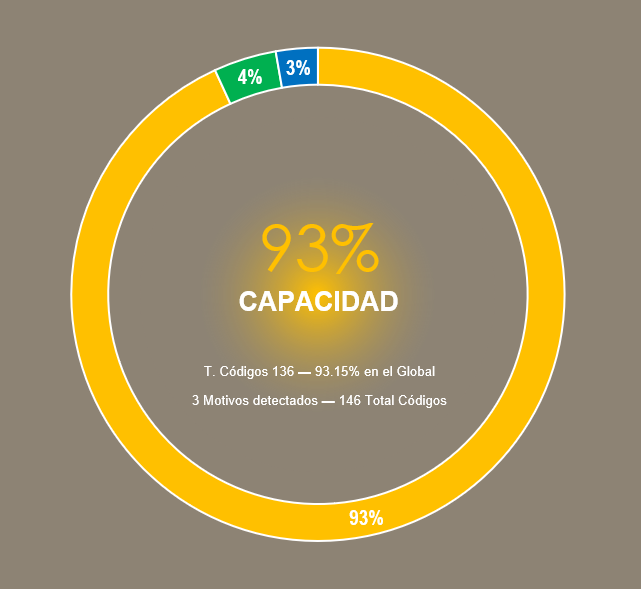 4%
3%
93%
CAPACIDAD
T. Códigos 136 — 93.15% en el Global
3 Motivos detectados — 146 Total Códigos
93%